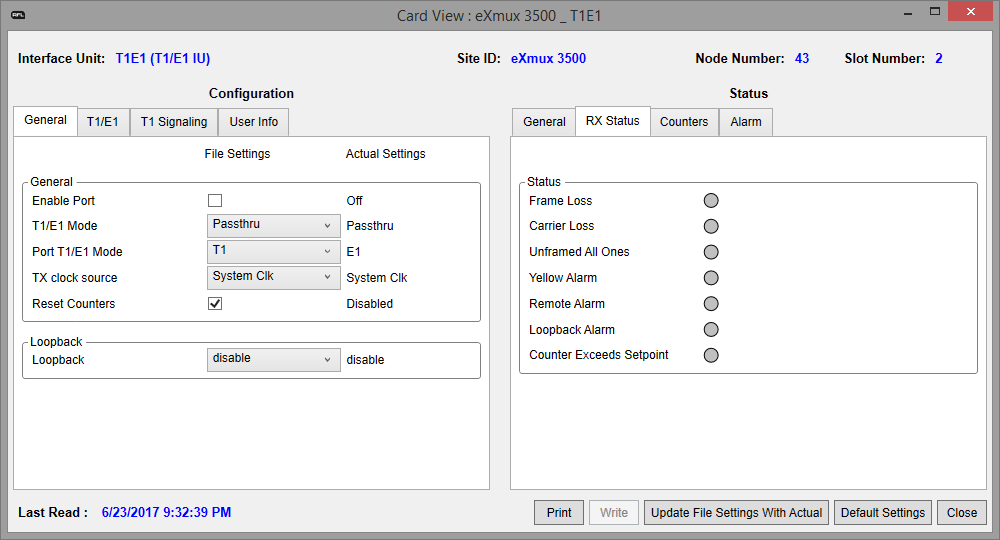 AFL
Card View : eXmux 3500 _ T1E1
Interface Unit: T1E1 (T1/E1 IU) Site ID: eXmux 3500 Node Number: 43 Slot Number: 2
Configuration
General T1/E1 T1 Signaling User Info
File Settings Actual Settings
General
Enable Port Off
T1/E1 Mode Passthru Passthru
Port T1/E1 Mode T1 E1
TX clock source System Clk System Clk
Reset Counters Disabled
Loopback
Loopback disable disable
Status
General RX Status Counters Alarm
Status
Frame Loss
Carrier Loss
Unframed All Ones
Yellow Alarm
Remote Alarm
Loopback Alarm
Counter Exceeds Setpoint
Last Read : 6/23/2017 9:32:39 PM
Print Write Update File Settings With Actual Default Settings Close